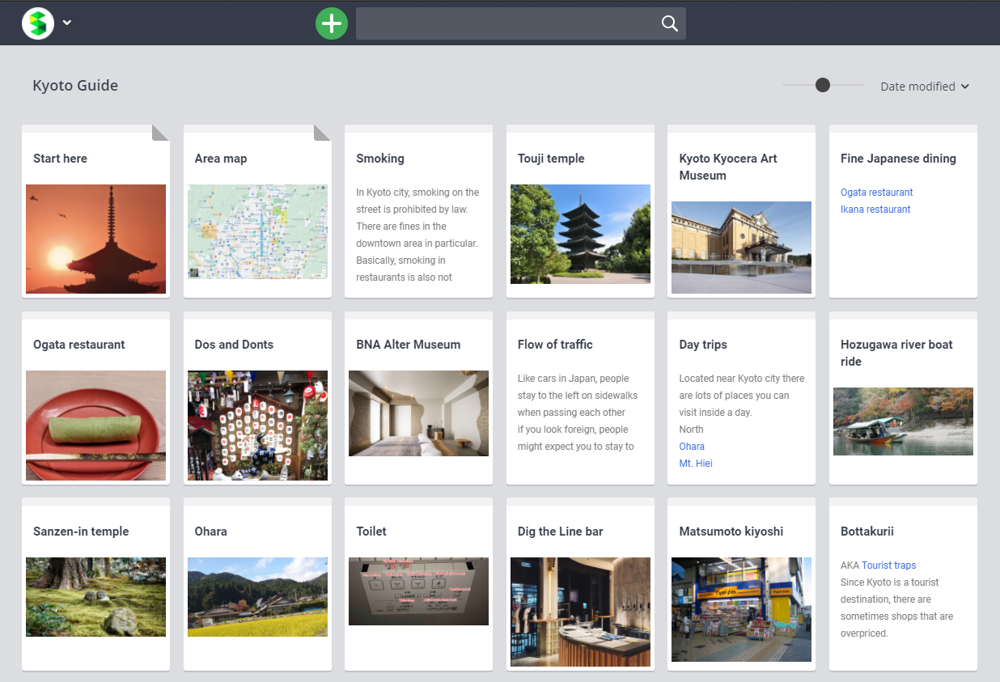 Kyoto Guide
Date modified
Start here
Area map
Smoking
In Kyoto city, smoking on the
street is prohibited by law.
There are fines in the
downtown area in particular.
Basically, smoking in
restaurants is also not
Touji temple
Kyoto Kyocera Art
Museum
Fine Japanese dining
Ogata restaurant
Ikana restaurant
Ogata restaurant
Dos and Donts
BNA Alter Museum
Flow of traffic
Like cars in Japan, people
stay to the left on sidewalks
when passing each other
if you look foreign, people
might expect you to stay to
Day trips
Located near Kyoto city there
are lots of places you can
visit inside a day.
North
Ohara
Mt. Hiei
Hozugawa river boat
ride
Sanzen-in temple
Ohara
Toilet
Dig the Line bar
Matsumoto kiyoshi
Bottakurii
AKA Tourist traps
Since Kyoto is a tourist
destination, there are
sometimes shops that are
overpriced.